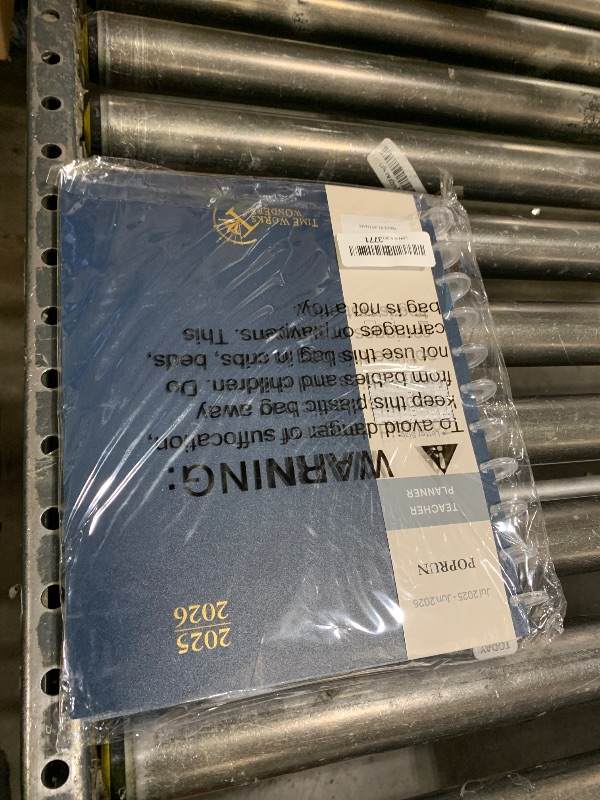 Jul 2025 - Jun 2026
POPRUN
TEACHER
PLANNER
2025
2026
WARNING:
To avoid danger of suffocation,
keep this plastic bag away
from babies and children. Do
not use this bag in cribs, beds,
carriages or playpens. This
bag is not a toy.
TIME WORKS
WONDERS
TODAY